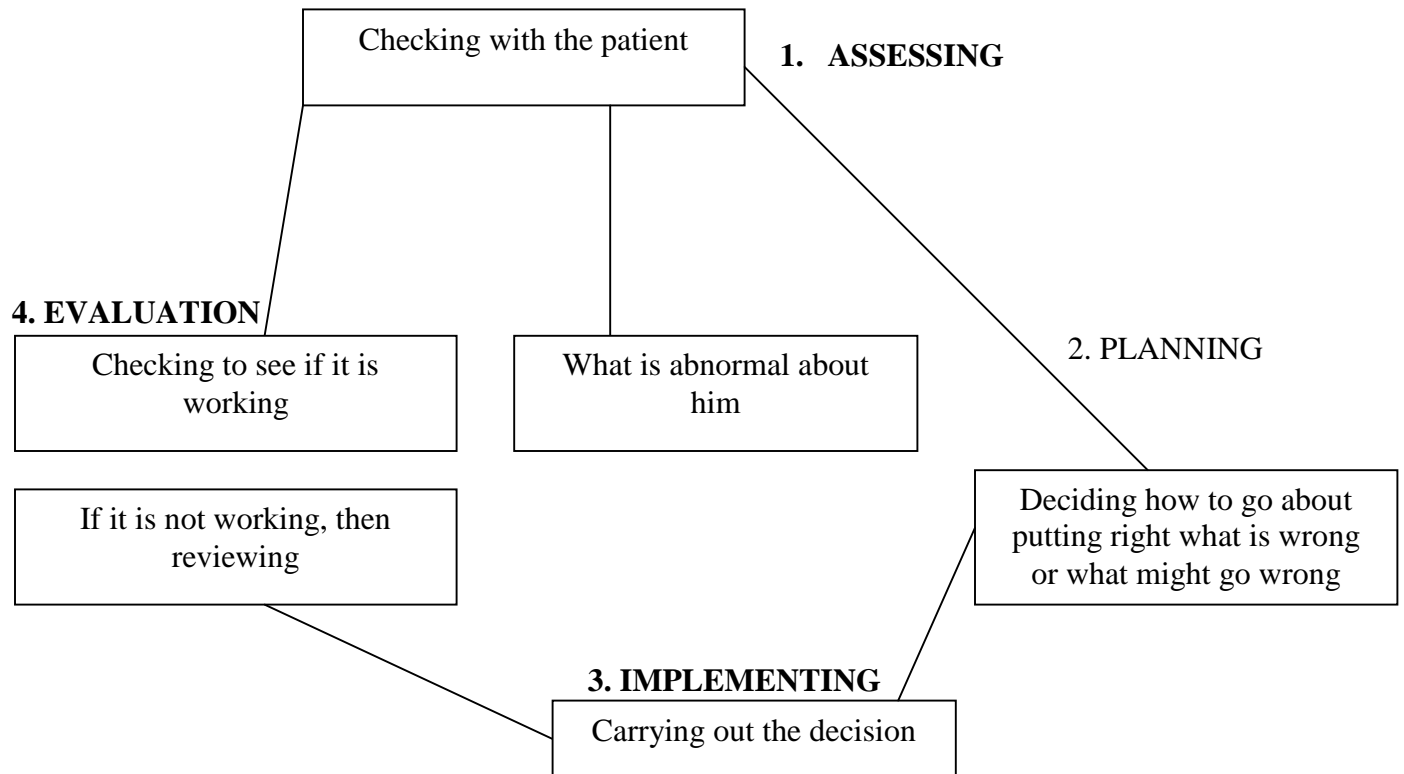 Checking with the patient
1. ASSESSING
4. EVALUATION
Checking to see if it is
working
What is abnormal about
him
2. PLANNING
If it is not working, then
reviewing
Deciding how to go about
putting right what is wrong
or what might go wrong
3. IMPLEMENTING
Carrying out the decision